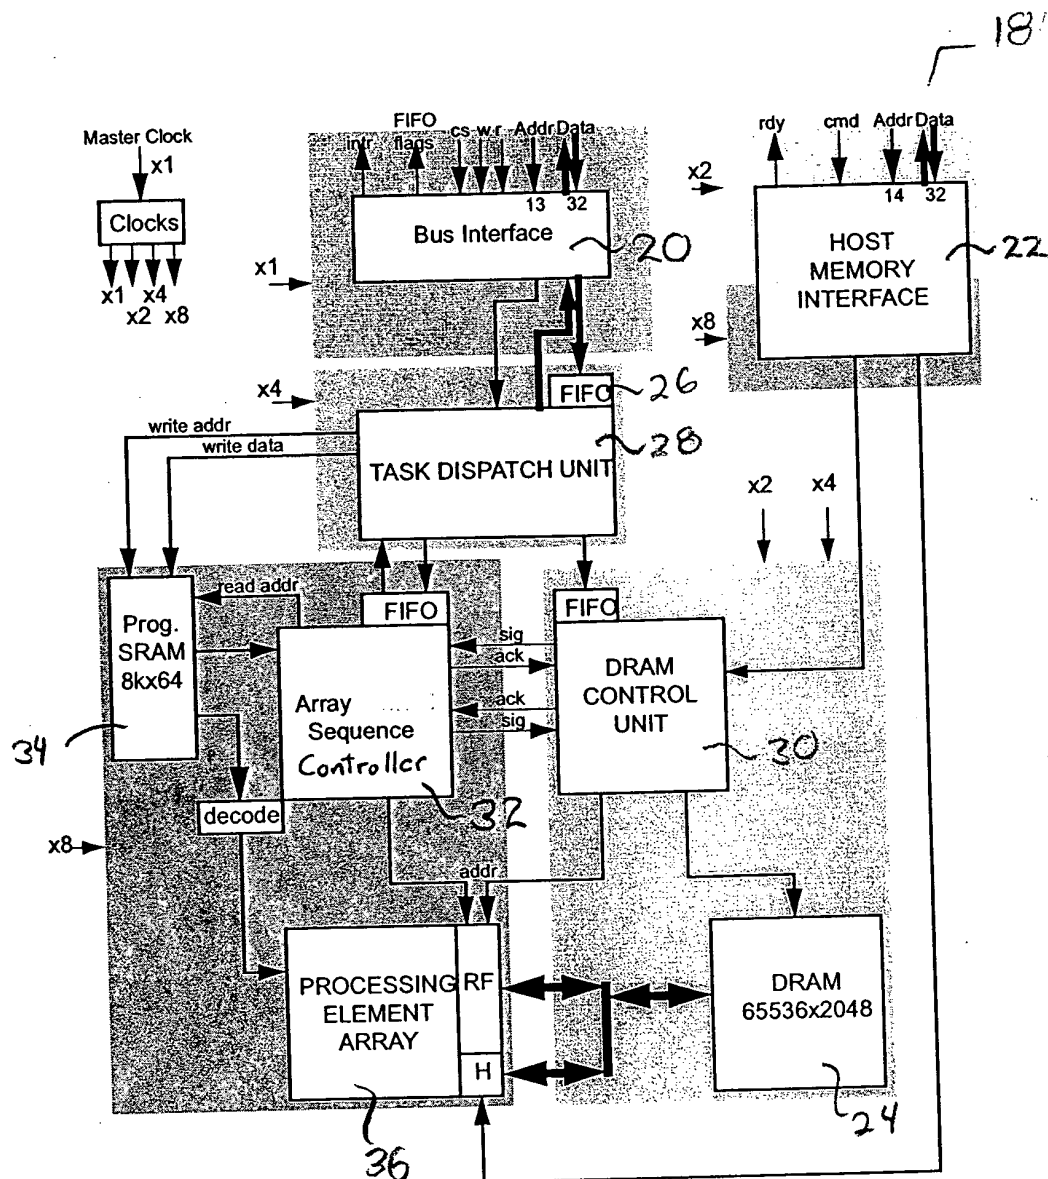 18'
Master Clock
x1
Clocks
x1
x2
x4
x8
FIFO
intr
flags
cs
w
r
Addr
Data
13
32
Bus Interface
20
x1
rdy
cmd
Addr
Data
x2
14
32
HOST
MEMORY
INTERFACE
22
x8
x4
FIFO
26
TASK DISPATCH UNIT
28
write addr
write data
x2
x4
read addr
Prog.
SRAM
8kx64
34
FIFO
Array
Sequence
Controller
32
sig
ack
ack
sig
FIFO
DRAM
CONTROL
UNIT
30
decode
x8
addr
PROCESSING
ELEMENT
ARRAY
RF
H
36
DRAM
65536x2048
24